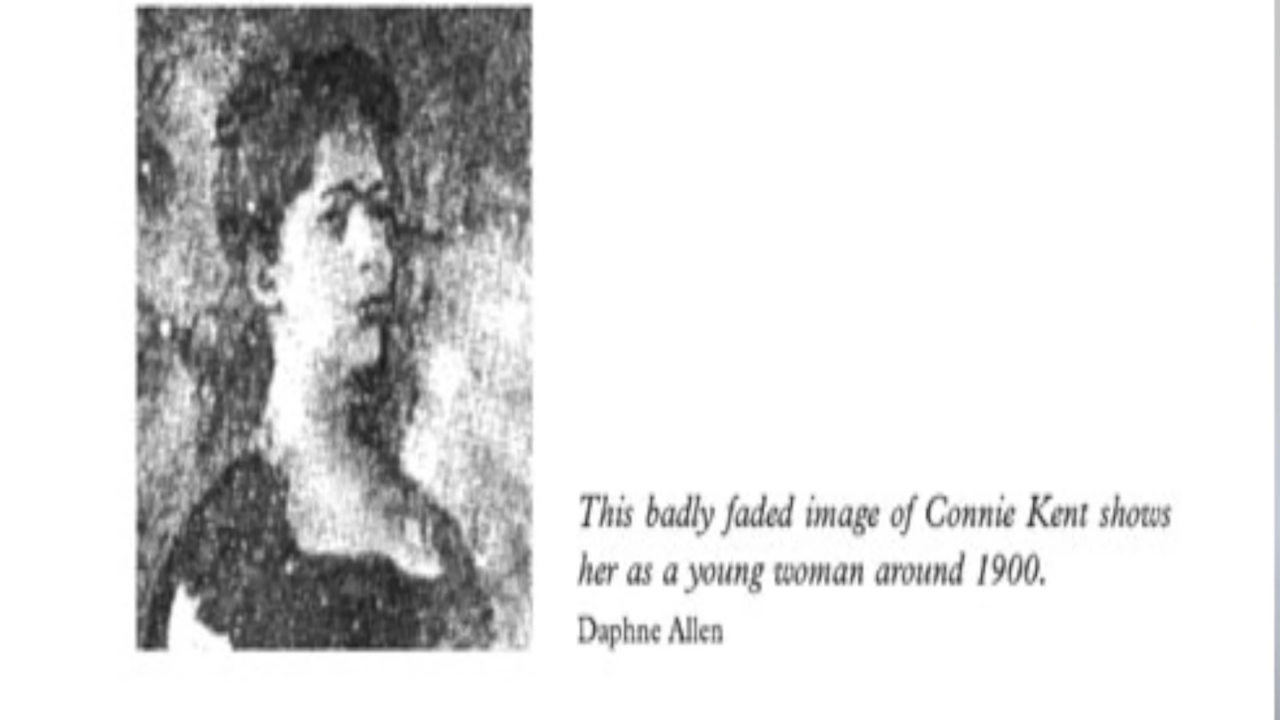 This badly faded image of Connie Kent shows
her as a young woman around 1900.
Daphne Allen